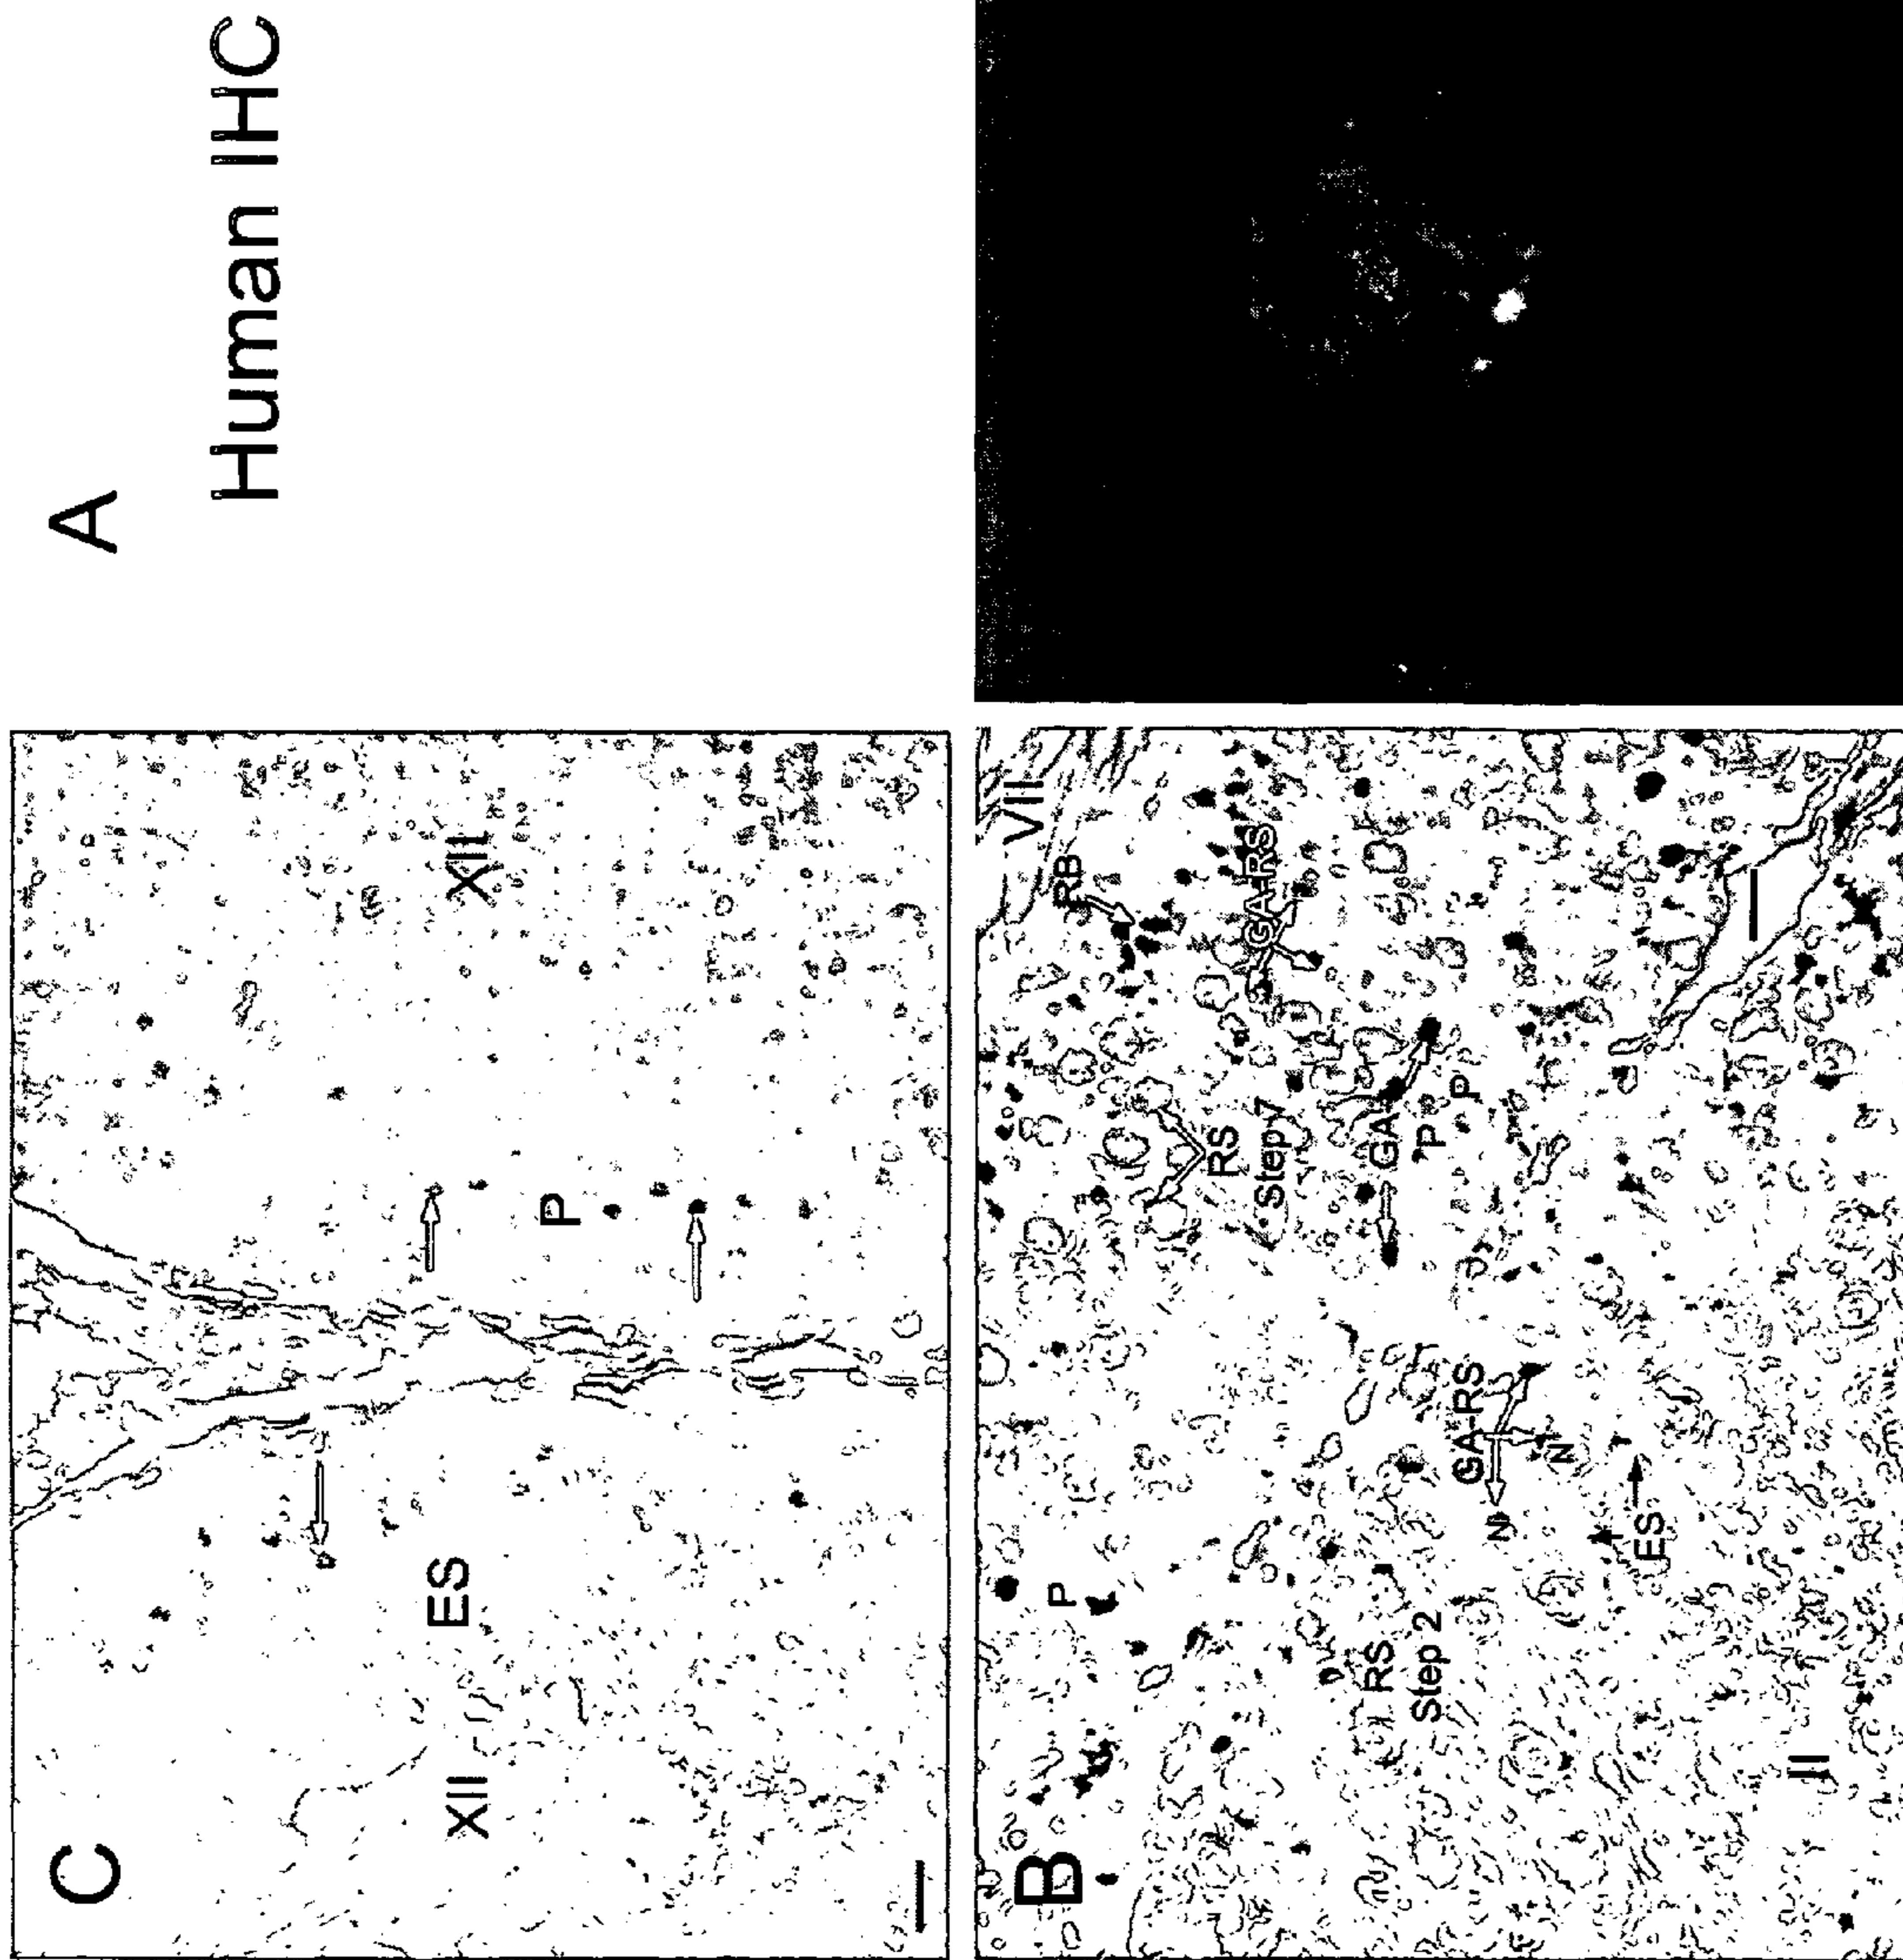 A
Human IHC
C
XII
ES
P
XII
B
VII
RB
P
GA-RS
RS
Step 7
RS
Step 2
GA
P
P
GA-RS
N
N
ES
II